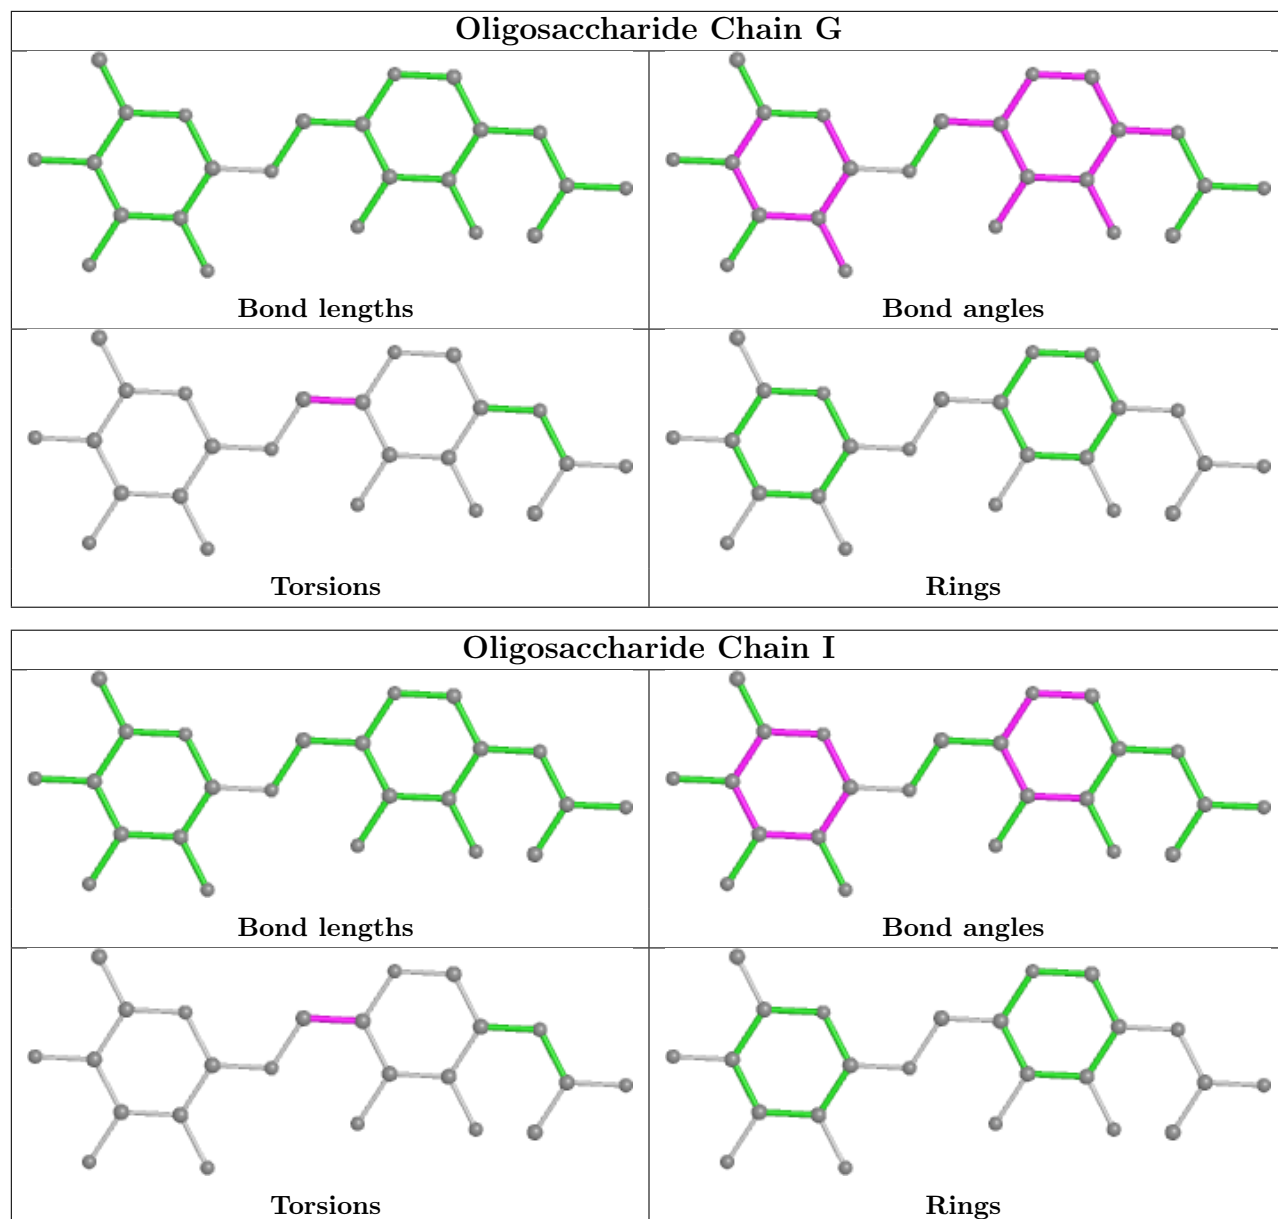 Oligosaccharide Chain G
Bond lengths
Bond angles
Torsions
Rings
Oligosaccharide Chain I
Bond lengths
Bond angles
Torsions
Rings